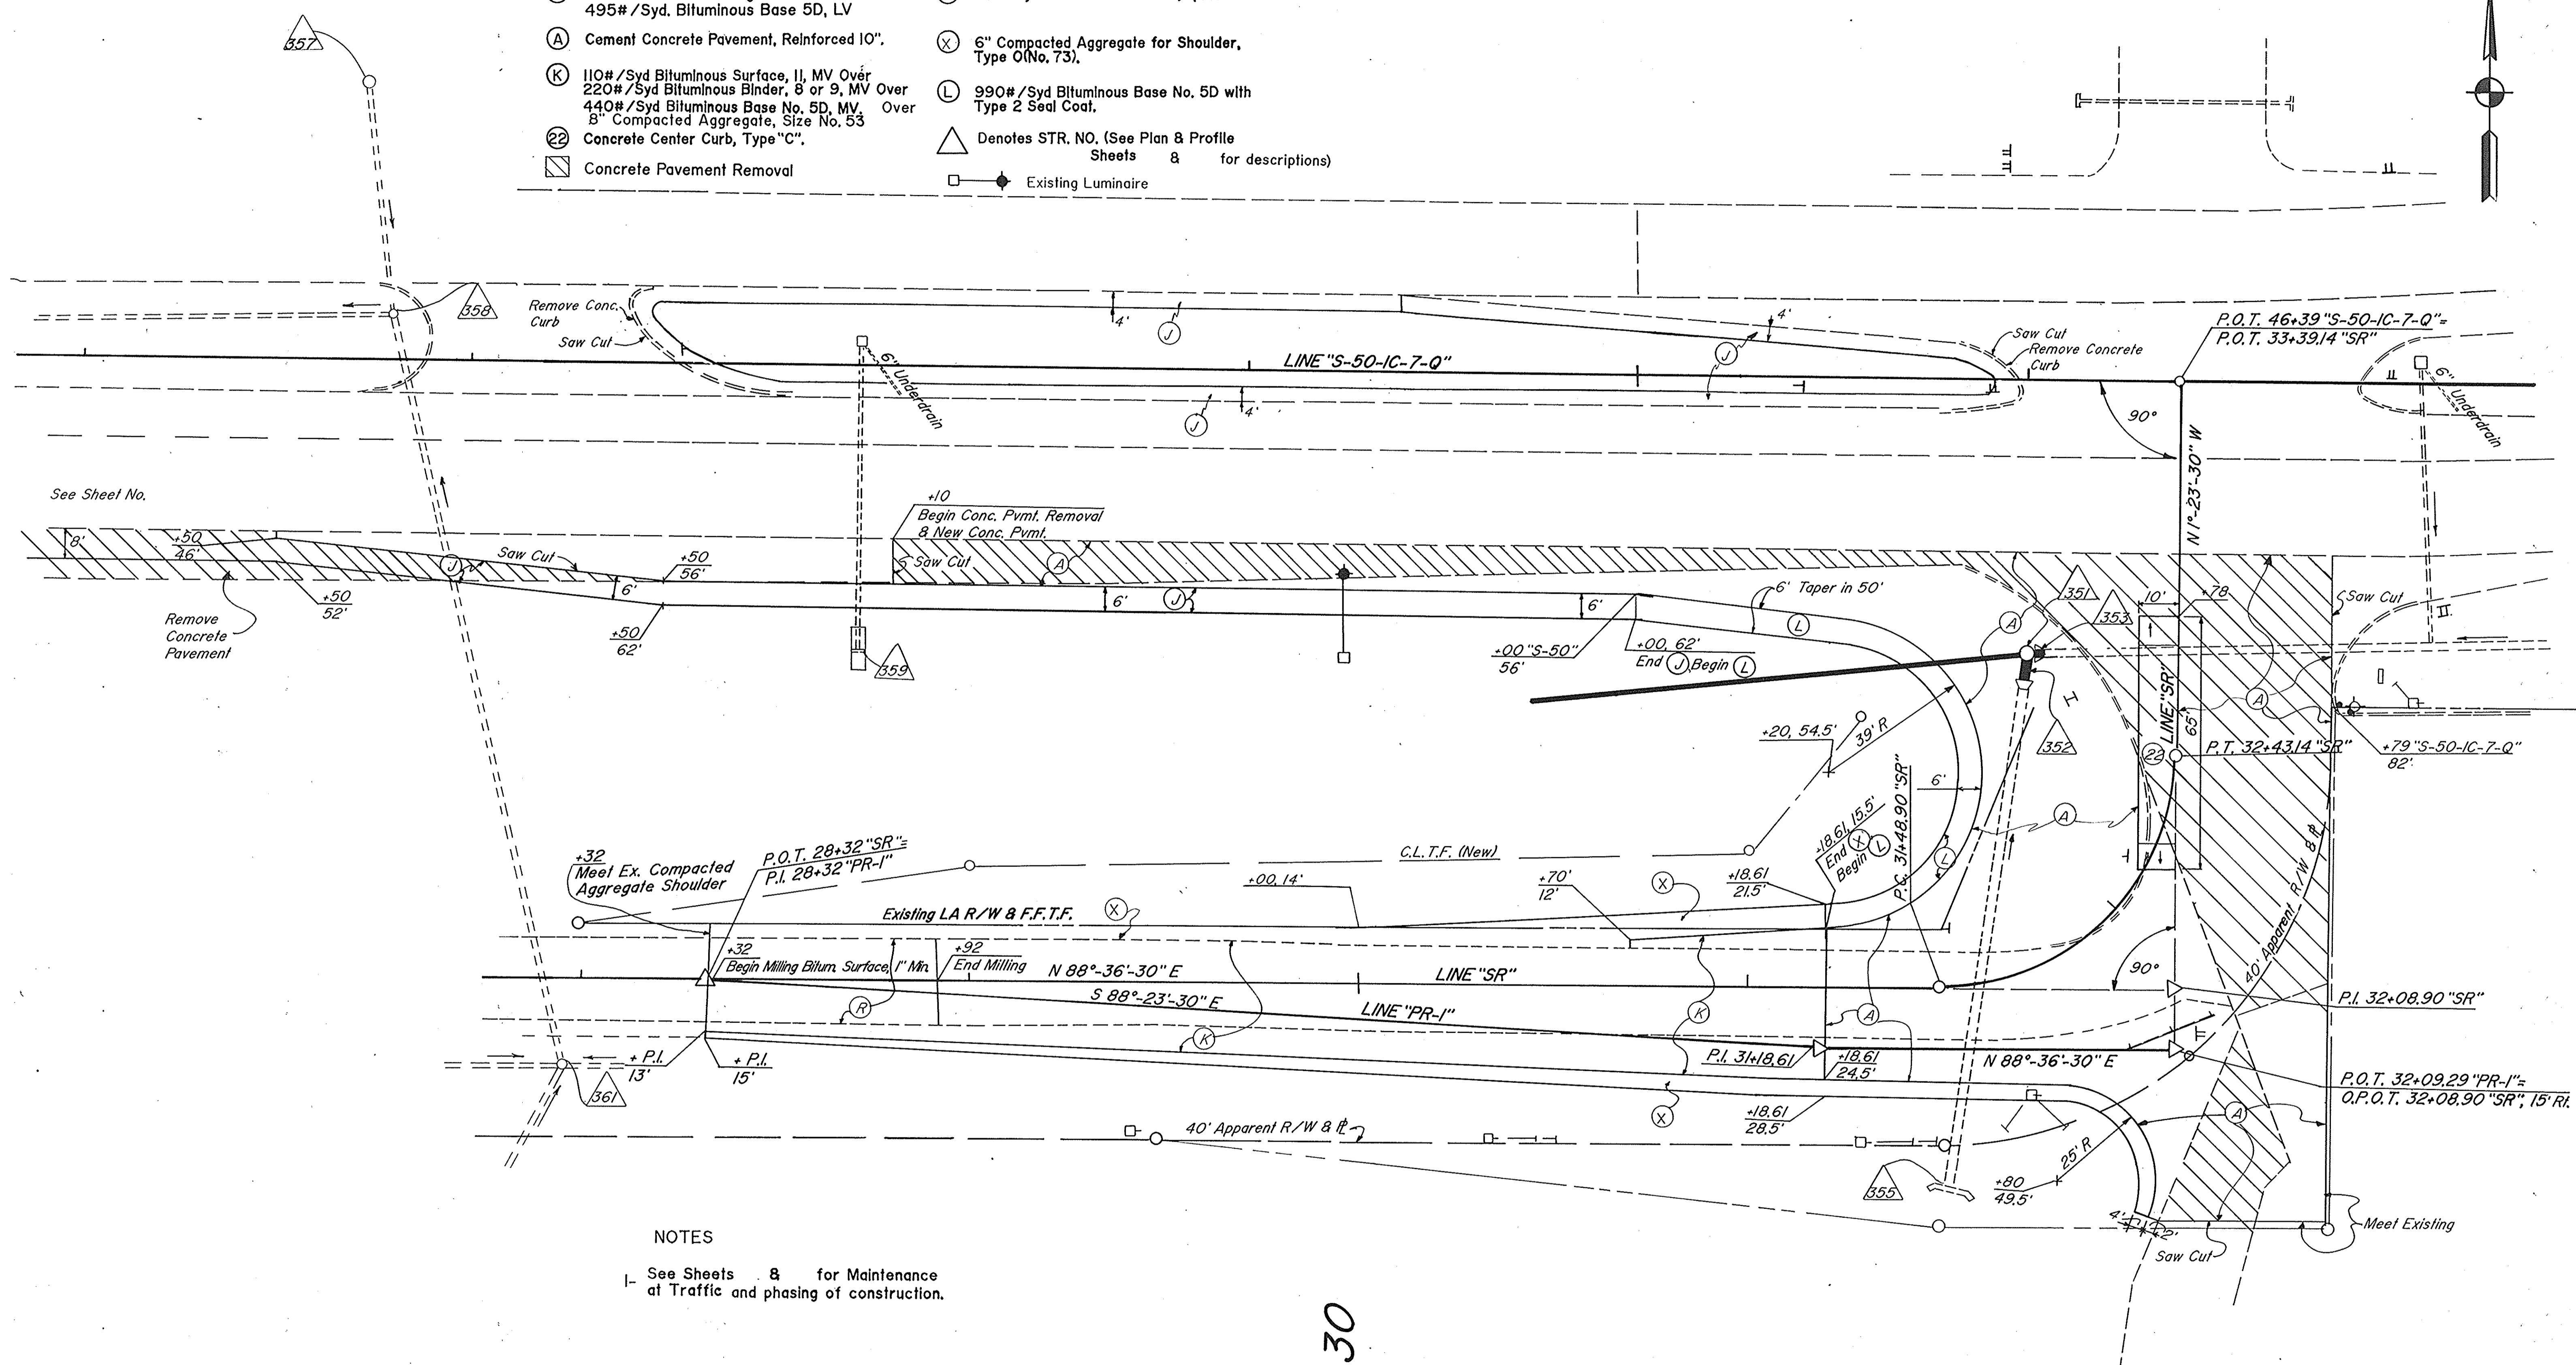 495#/Syd. Bituminous Base 5D, LV
A Cement Concrete Pavement, Reinforced 10".
K 110#/Syd Bituminous Surface, 11, MV Over
220#/Syd Bituminous Binder, 8 or 9, MV Over
440#/Syd Bituminous Base No. 5D, MV. Over
8" Compacted Aggregate, Size No. 53
22 Concrete Center Curb, Type "C".
Concrete Pavement Removal
X 6" Compacted Aggregate for Shoulder,
Type O(No. 73).
L 990#/Syd Bituminous Base No. 5D with
Type 2 Seal Coat.
Denotes STR. NO. (See Plan & Profile
Sheets & for descriptions)
Existing Luminaire
357
358
Remove Conc.
Curb
Saw Cut
4'
J
4'
J
Saw Cut
Remove Concrete
Curb
P.O.T. 46+39 "S-50-1C-7-Q"=
P.O.T. 33+39.14 "SR"
LINE "S-50-1C-7-Q"
6" Underdrain
4'
J
90°
6" Underdrain
N 1°-23'-30" W
See Sheet No.
+10
Begin Conc. Pvmt. Removal
& New Conc. Pvmt.
8'
+50
46'
J
Saw Cut
+50
56'
Saw Cut
A
+50
52'
6'
6'
J
6'
6' Taper in 50'
L
A
351
353
10'
+78
Saw Cut
Remove
Concrete
Pavement
+50
62'
359
+00 "S-50"
56'
+00, 62'
End J, Begin L
LINE "SR"
65'
A
352
+20, 54.5'
39' R
22
P.T. 32+43.14 "SR"
+79 "S-50-1C-7-Q"
82'
6'
P.C. 31+48.90 "SR"
A
+18.61, 15.5'
End X
Begin L
L
+32
Meet Ex. Compacted
Aggregate Shoulder
P.O.T. 28+32 "SR"=
P.I. 28+32 "PR-1"
C.L.T.F. (New)
+00, 14'
+70'
12'
X
+18.61
21.5'
40' Apparent R/W & ℙ
Existing LA R/W & F.F.T.F.
X
+32
Begin Milling Bitum. Surface, 1" Min.
+92
End Milling
N 88°-36'-30" E
LINE "SR"
90°
P.I. 32+08.90 "SR"
S 88°-23'-30" E
LINE "PR-1"
R
K
K
A
P.I. 31+18.61
+18.61
24.5'
N 88°-36'-30" E
+ P.I.
13'
+ P.I.
15'
361
X
+18.61
28.5'
P.O.T. 32+09.29 "PR-1"=
O.P.O.T. 32+08.90 "SR", 15' Rt.
A
40' Apparent R/W & ℙ
25' R
355
+80
49.5'
4'
2'
Saw Cut
Meet Existing
NOTES
1- See Sheets & for Maintenance
at Traffic and phasing of construction.
30